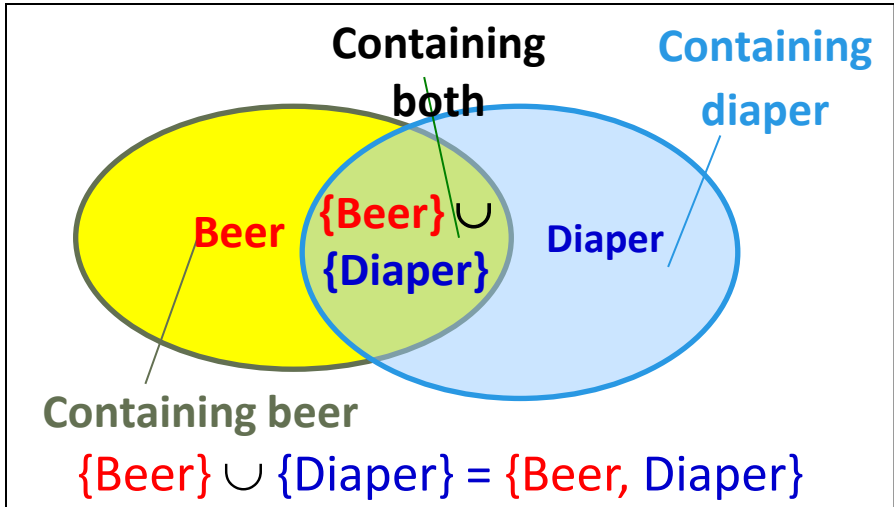 Containing
both
Containing
diaper
Beer
{Beer} ∪
{Diaper}
Diaper
Containing beer
{Beer} ∪ {Diaper} = {Beer, Diaper}